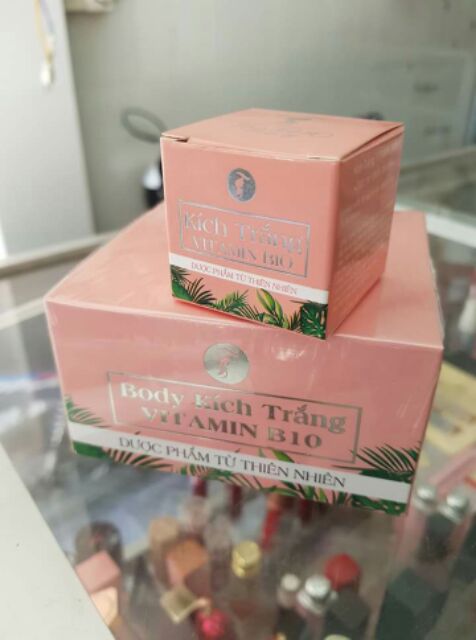 Kích Trắng
VITAMIN B10
DƯỢC PHẨM TỪ THIÊN NHIÊN
Body Kích Trắng
VITAMIN B10
DƯỢC PHẨM TỪ THIÊN NHIÊN